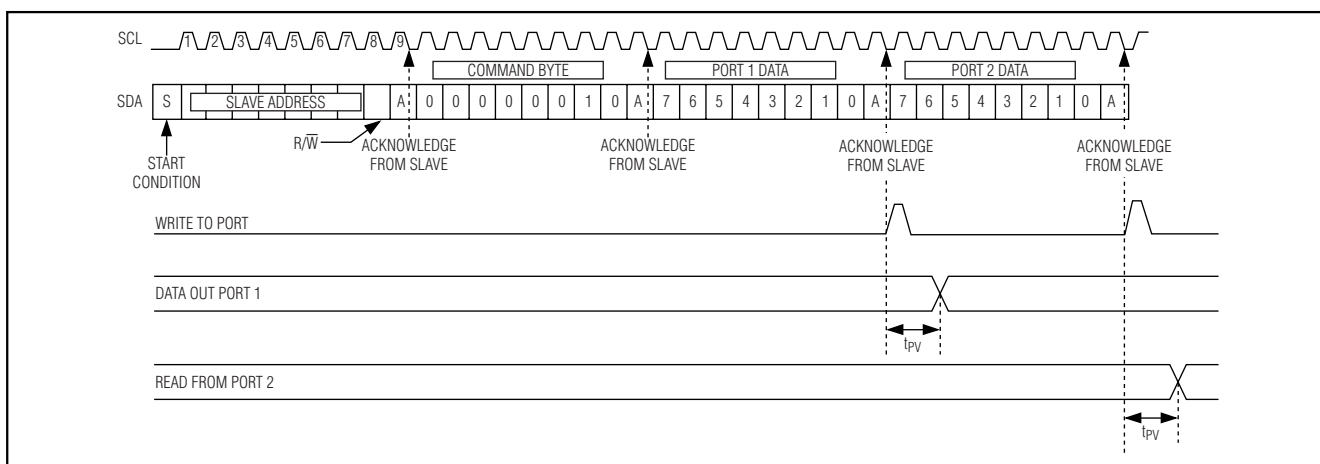 SCL 1 2 3 4 5 6 7 8 9
COMMAND BYTE PORT 1 DATA PORT 2 DATA
SDA S SLAVE ADDRESS A 0 0 0 0 0 0 1 0 A 7 6 5 4 3 2 1 0 A 7 6 5 4 3 2 1 0 A
START
CONDITION
R/W̅
ACKNOWLEDGE
FROM SLAVE
ACKNOWLEDGE
FROM SLAVE
ACKNOWLEDGE
FROM SLAVE
ACKNOWLEDGE
FROM SLAVE
WRITE TO PORT
DATA OUT PORT 1
tPV
READ FROM PORT 2
tPV